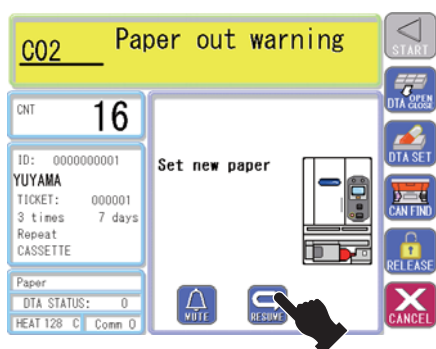 C02 Paper out warning
START
DTA OPEN
CLOSE
CNT 16
ID: 0000000001
YUYAMA
TICKET: 000001
3 times 7 days
Repeat
CASSETTE
Set new paper
DTA SET
CAN FIND
RELEASE
Paper
DTA STATUS: 0
HEAT 128 C Comm 0
MUTE
RESUME
CANCEL